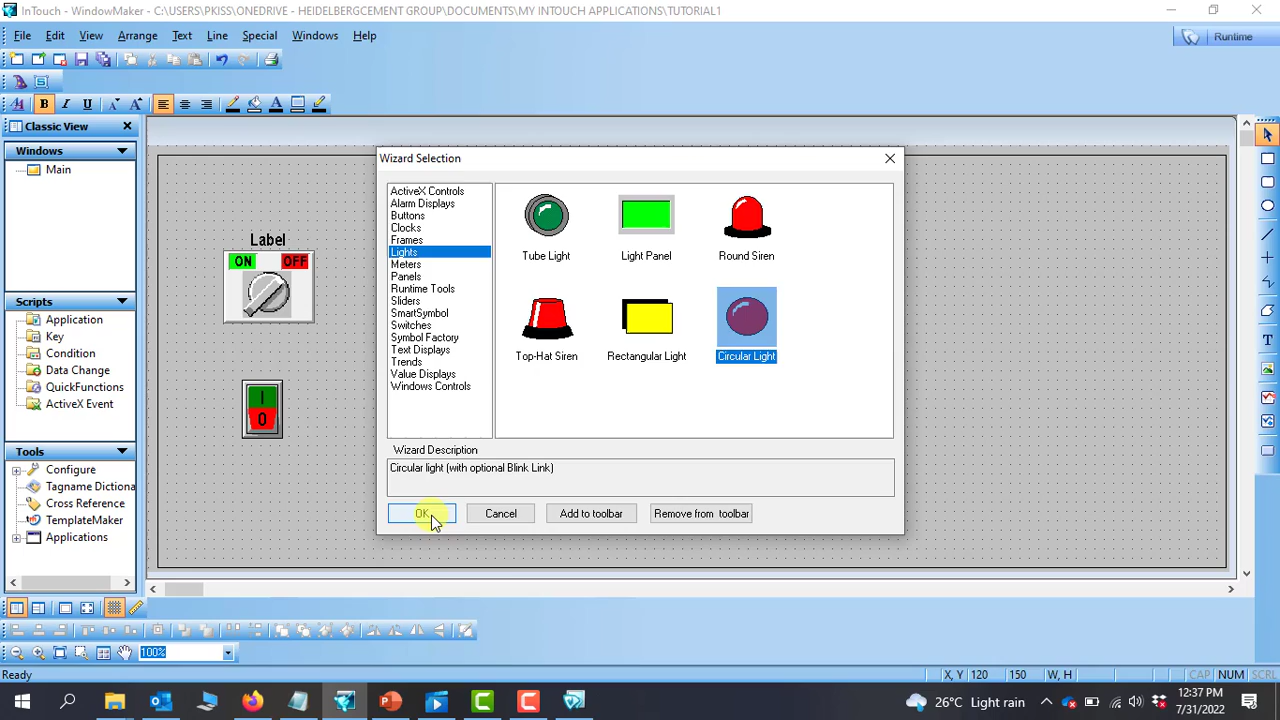 InTouch - WindowMaker - C:\USERS\PKISS\ONEDRIVE - HEIDELBERGCEMENT GROUP\DOCUMENTS\MY INTOUCH APPLICATIONS\TUTORIAL1
File Edit View Arrange Text Line Special Windows Help
Runtime
Classic View
Windows
Main
Scripts
Application
Key
Condition
Data Change
QuickFunctions
ActiveX Event
Tools
Configure
Tagname Dictiona
Cross Reference
TemplateMaker
Applications
Label
ON OFF
I
0
Wizard Selection
ActiveX Controls
Alarm Displays
Buttons
Clocks
Frames
Lights
Meters
Panels
Runtime Tools
Sliders
SmartSymbol
Switches
Symbol Factory
Text Displays
Trends
Value Displays
Windows Controls
Tube Light Light Panel Round Siren
Top-Hat Siren Rectangular Light Circular Light
Wizard Description
Circular light (with optional Blink Link)
OK Cancel Add to toolbar Remove from toolbar
100%
Ready X, Y 120 150 W, H CAP NUM SCRL
26°C Light rain
12:37 PM
7/31/2022